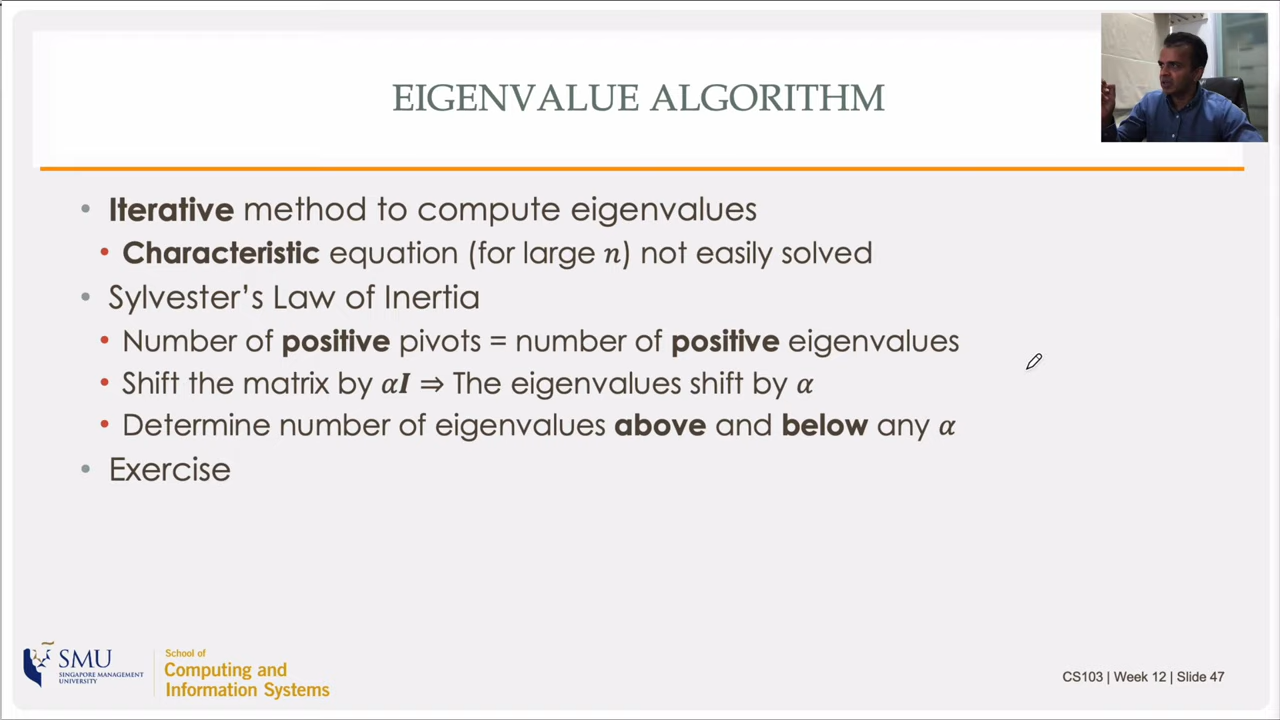 EIGENVALUE ALGORITHM
• Iterative method to compute eigenvalues
• Characteristic equation (for large n) not easily solved
• Sylvester's Law of Inertia
• Number of positive pivots = number of positive eigenvalues
• Shift the matrix by αI ⇒ The eigenvalues shift by α
• Determine number of eigenvalues above and below any α
• Exercise
SMU
SINGAPORE MANAGEMENT
UNIVERSITY
School of
Computing and
Information Systems
CS103 | Week 12 | Slide 47